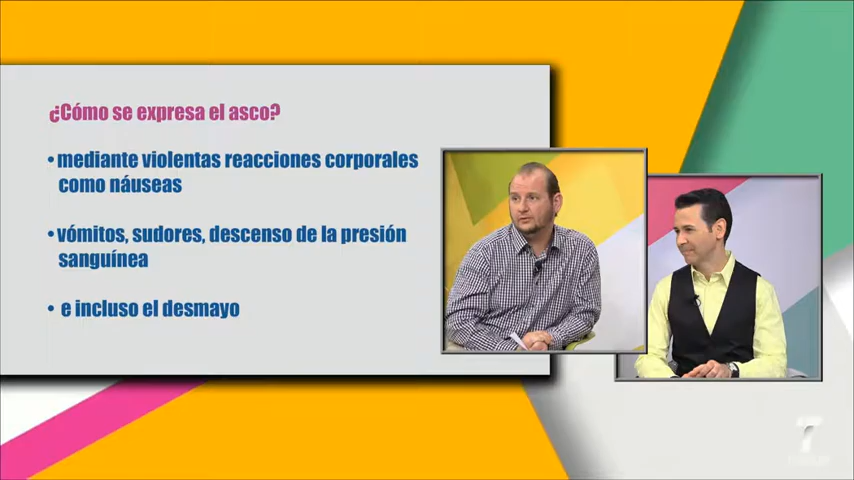 ¿Cómo se expresa el asco?
• mediante violentas reacciones corporales
como náuseas
• vómitos, sudores, descenso de la presión
sanguínea
• e incluso el desmayo
7